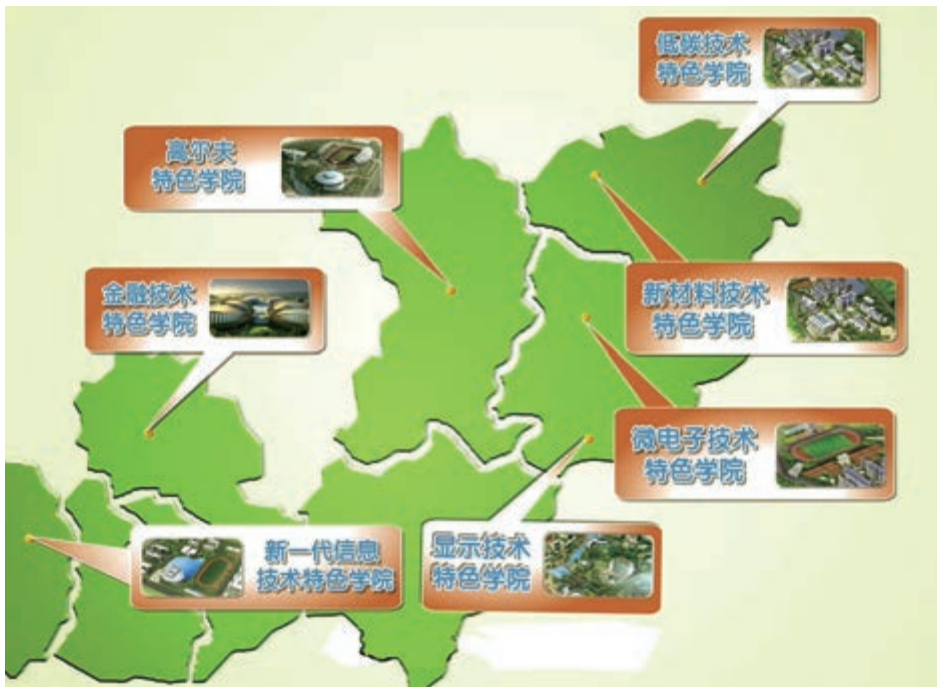 低碳技术
特色学院
高尔夫
特色学院
金融技术
特色学院
新材料技术
特色学院
微电子技术
特色学院
新一代信息
技术特色学院
显示技术
特色学院